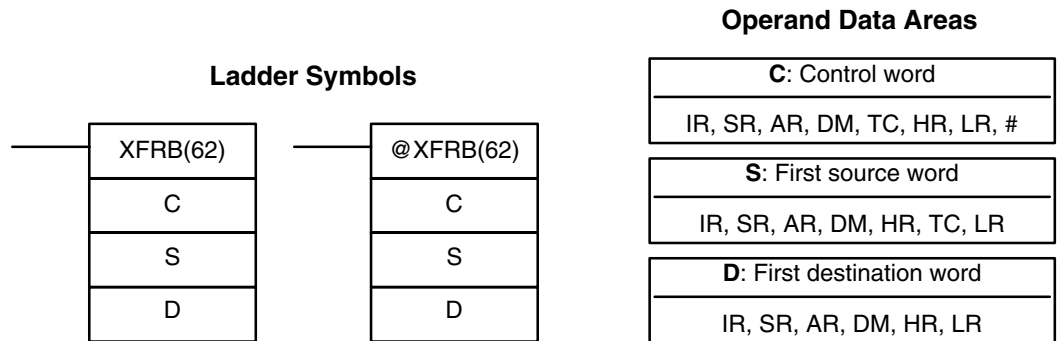 Ladder Symbols
XFRB(62)
C
S
D
@XFRB(62)
C
S
D
Operand Data Areas
C: Control word
IR, SR, AR, DM, TC, HR, LR, #
S: First source word
IR, SR, AR, DM, HR, TC, LR
D: First destination word
IR, SR, AR, DM, HR, LR